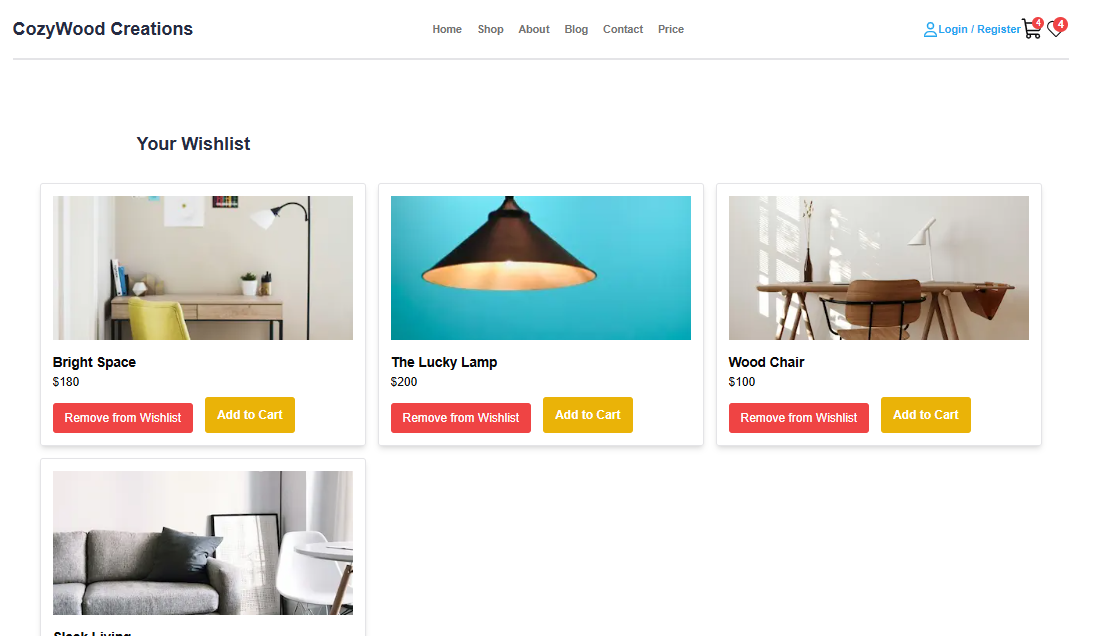 CozyWood Creations
Home Shop About Blog Contact Price
Login / Register 4 4
Your Wishlist
Bright Space
$180
Remove from Wishlist Add to Cart
The Lucky Lamp
$200
Remove from Wishlist Add to Cart
Wood Chair
$100
Remove from Wishlist Add to Cart
Sleek Living